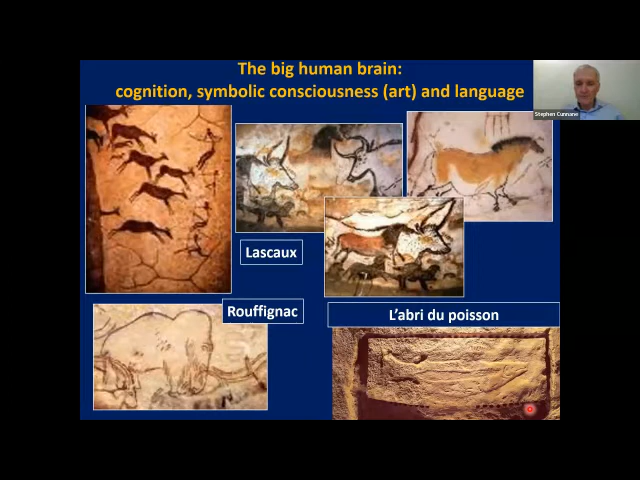 The big human brain:
cognition, symbolic consciousness (art) and language
Stephen Cunnane
Lascaux
Rouffignac
L'abri du poisson